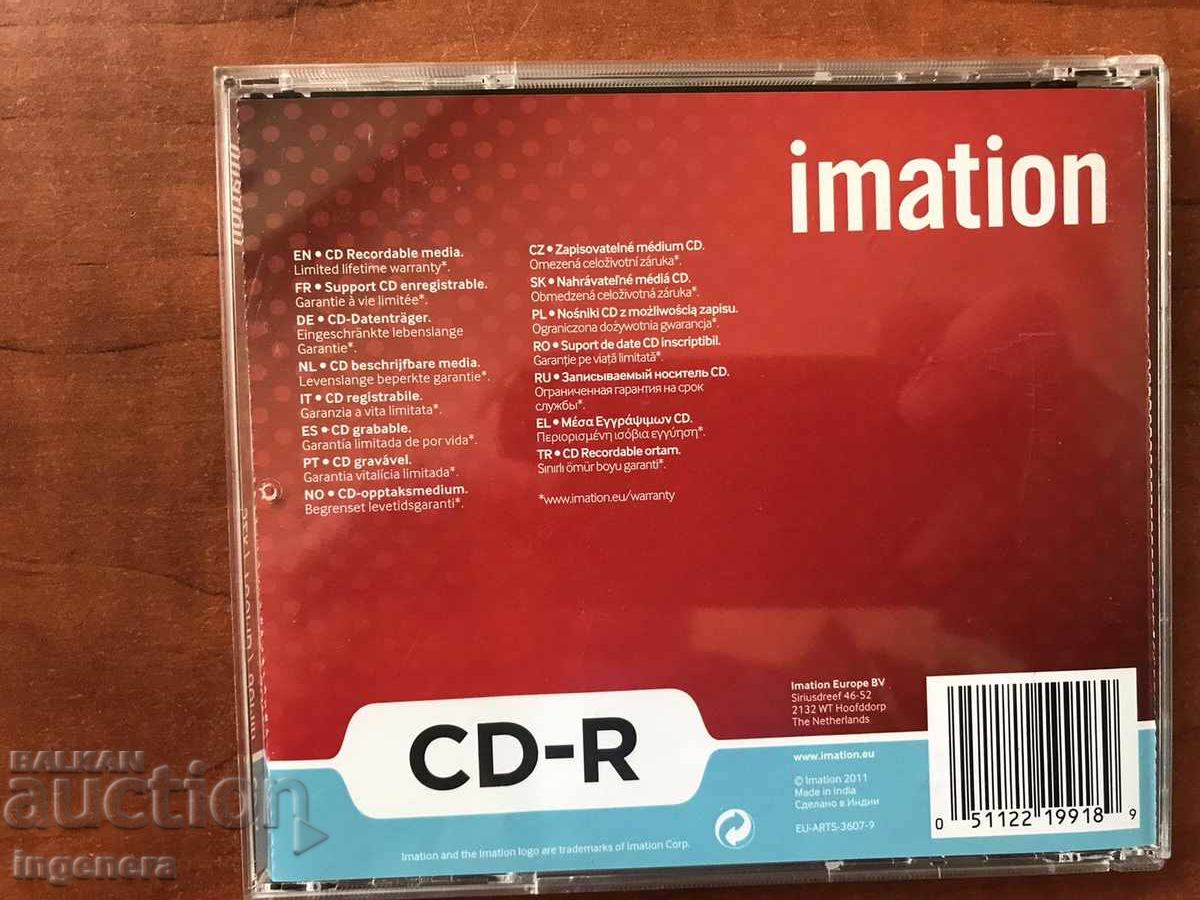 imation
EN • CD Recordable media.
Limited lifetime warranty*.
FR • Support CD enregistrable.
Garantie à vie limitée*.
DE • CD-Datenträger.
Eingeschränkte lebenslange
Garantie*.
NL • CD beschrijfbare media.
Levenslange beperkte garantie*.
IT • CD registrabile.
Garanzia a vita limitata*.
ES • CD grabable.
Garantía limitada de por vida*.
PT • CD gravável.
Garantia vitalícia limitada*.
NO • CD-opptaksmedium.
Begrenset levetidsgaranti*.
CZ • Zapisovatelné médium CD.
Omezená celoživotní záruka*.
SK • Nahrávateľné médiá CD.
Obmedzená celoživotná záruka*.
PL • Nośniki CD z możliwością zapisu.
Ograniczona dożywotnia gwarancja*.
RO • Suport de date CD inscriptibil.
Garanție pe viață limitată*.
RU • Записываемый носитель CD.
Ограниченная гарантия на срок
службы*.
EL • Μέσα Εγγράψιμων CD.
Περιορισμένη ισόβια εγγύηση*.
TR • CD Recordable ortam.
Sınırlı ömür boyu garanti*.
*www.imation.eu/warranty
Imation Europe BV
Siriusdreef 46-52
2132 WT Hoofddorp
The Netherlands
www.imation.eu
© Imation 2011
Made in India
Сделано в Индии
EU-ARTS-3607-9
0 51122 19918 9
CD-R
Imation and the Imation logo are trademarks of Imation Corp.
BALKAN
auction
ingenera